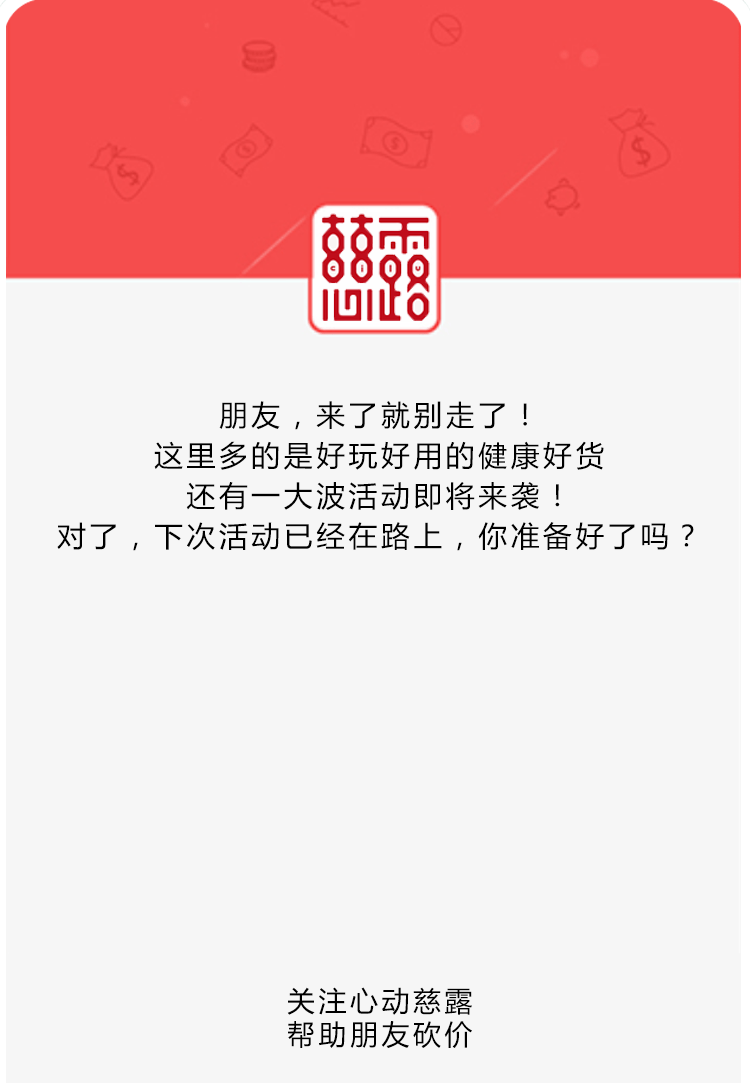 慈露
CiLU
朋友，来了就别走了！
这里多的是好玩好用的健康好货
还有一大波活动即将来袭！
对了，下次活动已经在路上，你准备好了吗？
关注心动慈露
帮助朋友砍价